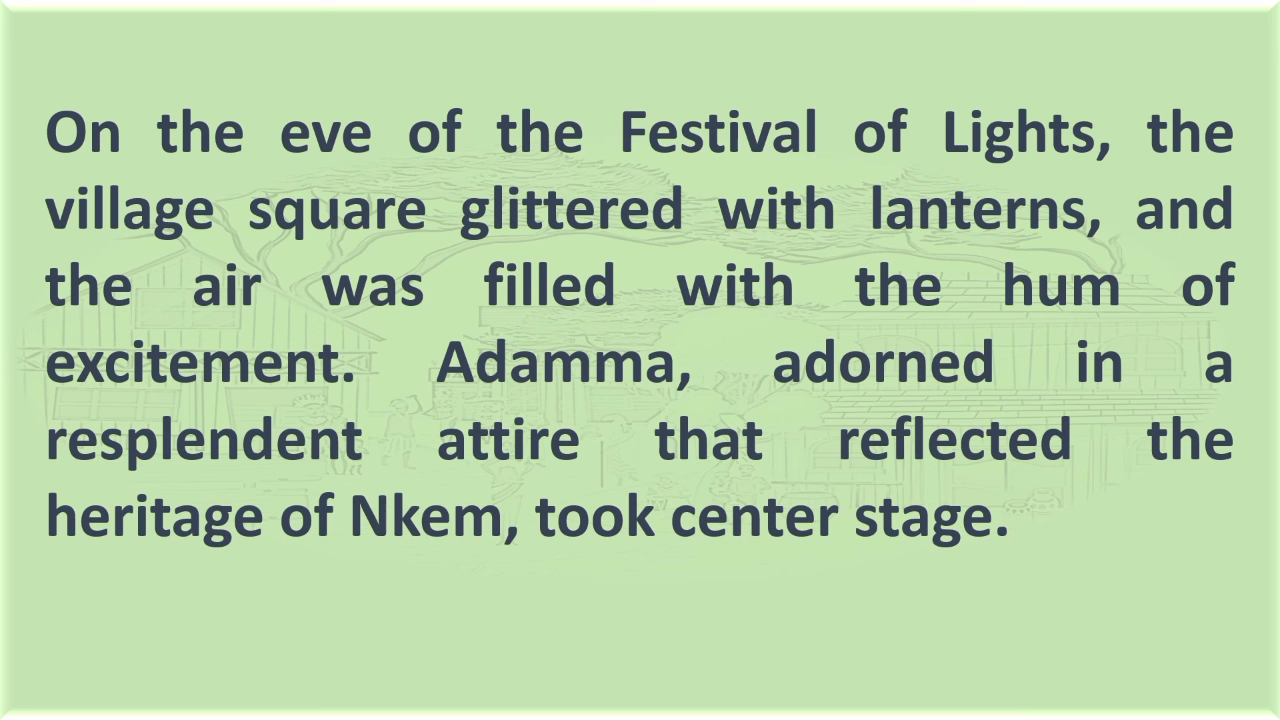 On the eve of the Festival of Lights, the
village square glittered with lanterns, and
the air was filled with the hum of
excitement. Adamma, adorned in a
resplendent attire that reflected the
heritage of Nkem, took center stage.